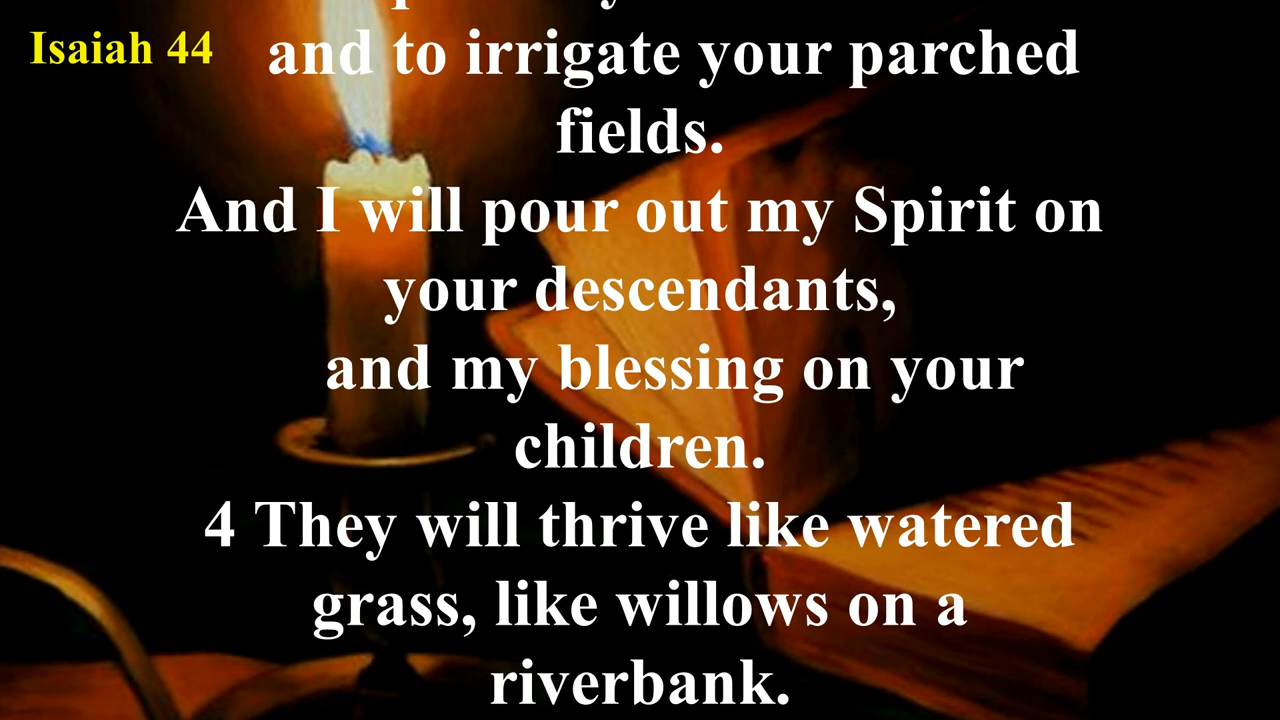 Isaiah 44
and to irrigate your parched
fields.
And I will pour out my Spirit on
your descendants,
and my blessing on your
children.
4 They will thrive like watered
grass, like willows on a
riverbank.